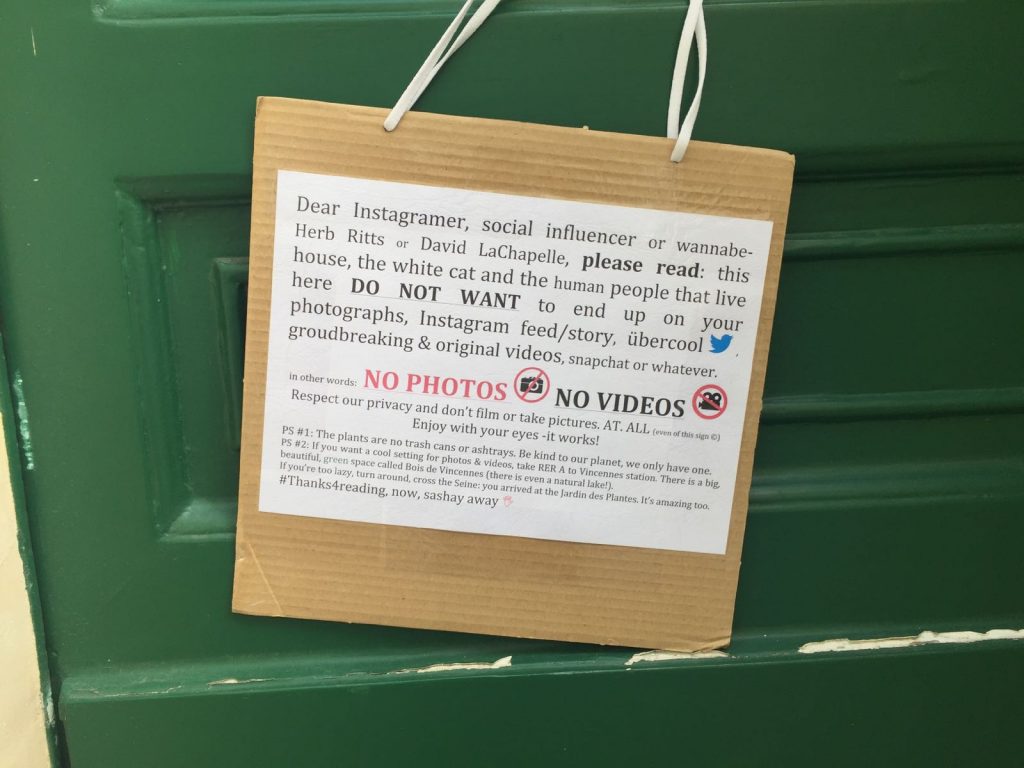 Dear Instagramer, social influencer or wannabe-
Herb Ritts or David LaChapelle, please read: this
house, the white cat and the human people that live
here DO NOT WANT to end up on your
photographs, Instagram feed/story, übercool .
groudbreaking & original videos, snapchat or whatever.
in other words: NO PHOTOS NO VIDEOS
Respect our privacy and don't film or take pictures. AT. ALL (even of this sign ©)
Enjoy with your eyes -it works!
PS #1: The plants are no trash cans or ashtrays. Be kind to our planet, we only have one.
PS #2: If you want a cool setting for photos & videos, take RER A to Vincennes station. There is a big,
beautiful, green space called Bois de Vincennes (there is even a natural lake!).
If you're too lazy, turn around, cross the Seine: you arrived at the Jardin des Plantes. It's amazing too.
#Thanks4reading, now, sashay away